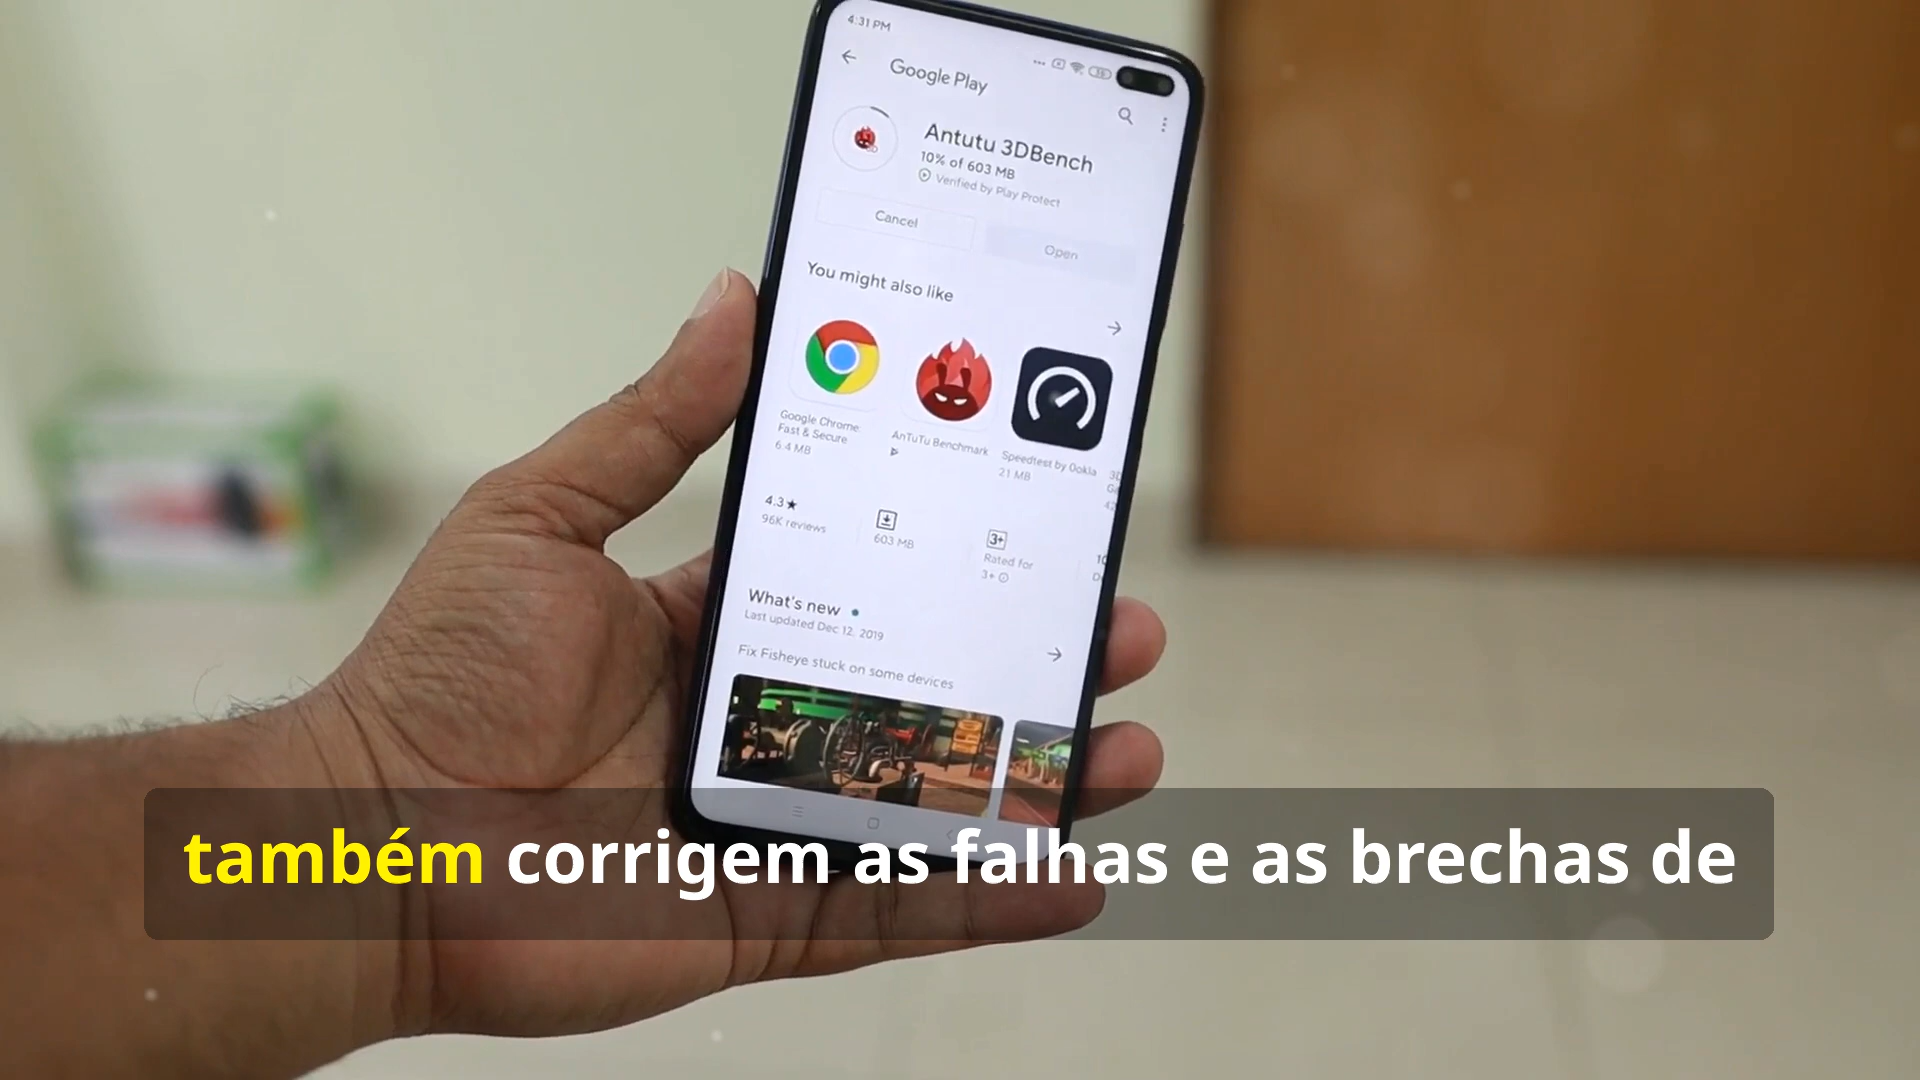 4:31 PM
Google Play
Antutu 3DBench
10% of 603 MB
Verified by Play Protect
Cancel
Open
You might also like
Google Chrome:
Fast & Secure
6.4 MB
AnTuTu Benchmark
Speedtest by Ookla
21 MB
4.3★
96K reviews
603 MB
3+
Rated for
3+
What's new
Last updated Dec 12, 2019
Fix Fisheye stuck on some devices
também corrigem as falhas e as brechas de